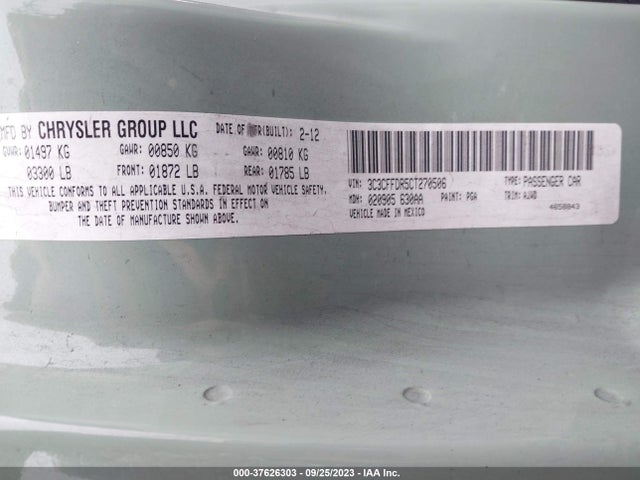 MFD BY CHRYSLER GROUP LLC DATE OF MFR(BUILT): 2-12
GVWR: 01497 KG GAWR: 00850 KG GAWR: 00810 KG
03300 LB FRONT: 01872 LB REAR: 01785 LB
THIS VEHICLE CONFORMS TO ALL APPLICABLE U.S.A. FEDERAL MOTOR VEHICLE SAFETY,
BUMPER AND THEFT PREVENTION STANDARDS IN EFFECT ON
THE DATE OF MANUFACTURE SHOWN ABOVE.
VIN: 3C3CFFDR5CT270506 TYPE: PASSENGER CAR
MDH: 020905 630AA PAINT: PGA TRIM: AJWD
VEHICLE MADE IN MEXICO 4658843
000-37626303 - 09/25/2023 - IAA Inc.